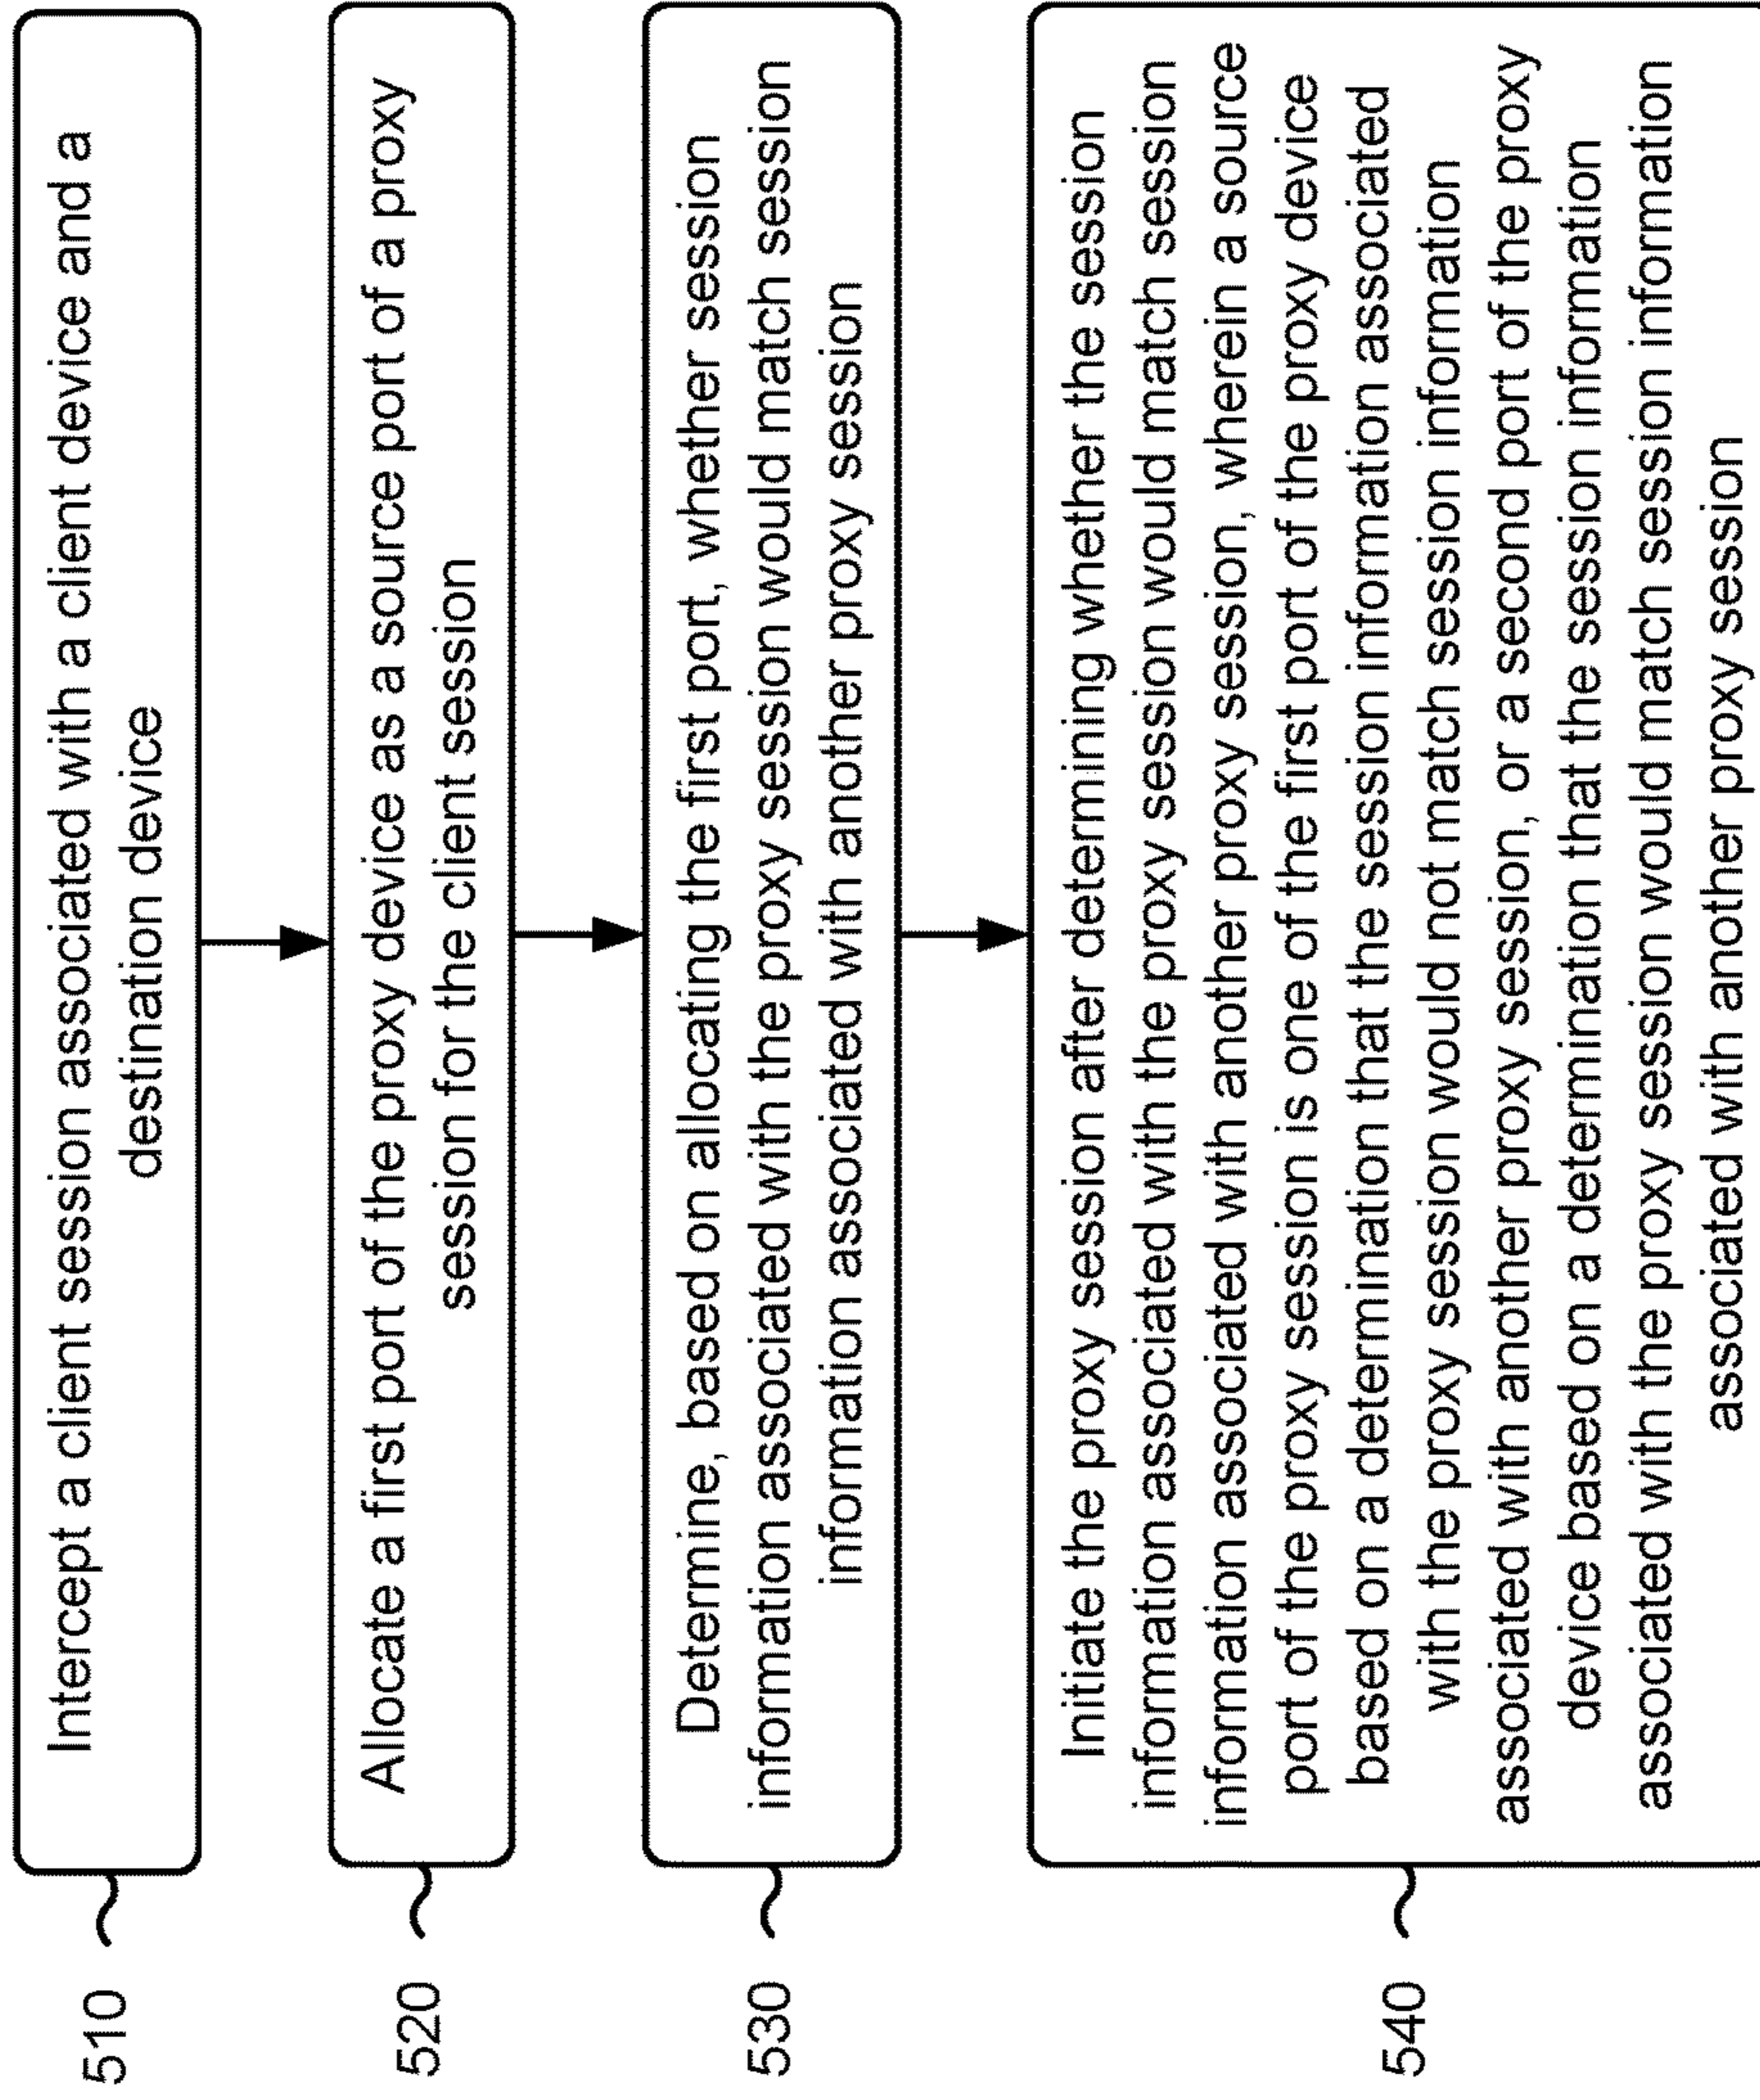 510
Intercept a client session associated with a client device and a
destination device
520
Allocate a first port of the proxy device as a source port of a proxy
session for the client session
530
Determine, based on allocating the first port, whether session
information associated with the proxy session would match session
information associated with another proxy session
540
Initiate the proxy session after determining whether the session
information associated with the proxy session would match session
information associated with another proxy session, wherein a source
port of the proxy session is one of the first port of the proxy device
based on a determination that the session information associated
with the proxy session would not match session information
associated with another proxy session, or a second port of the proxy
device based on a determination that the session information
associated with the proxy session would match session information
associated with another proxy session